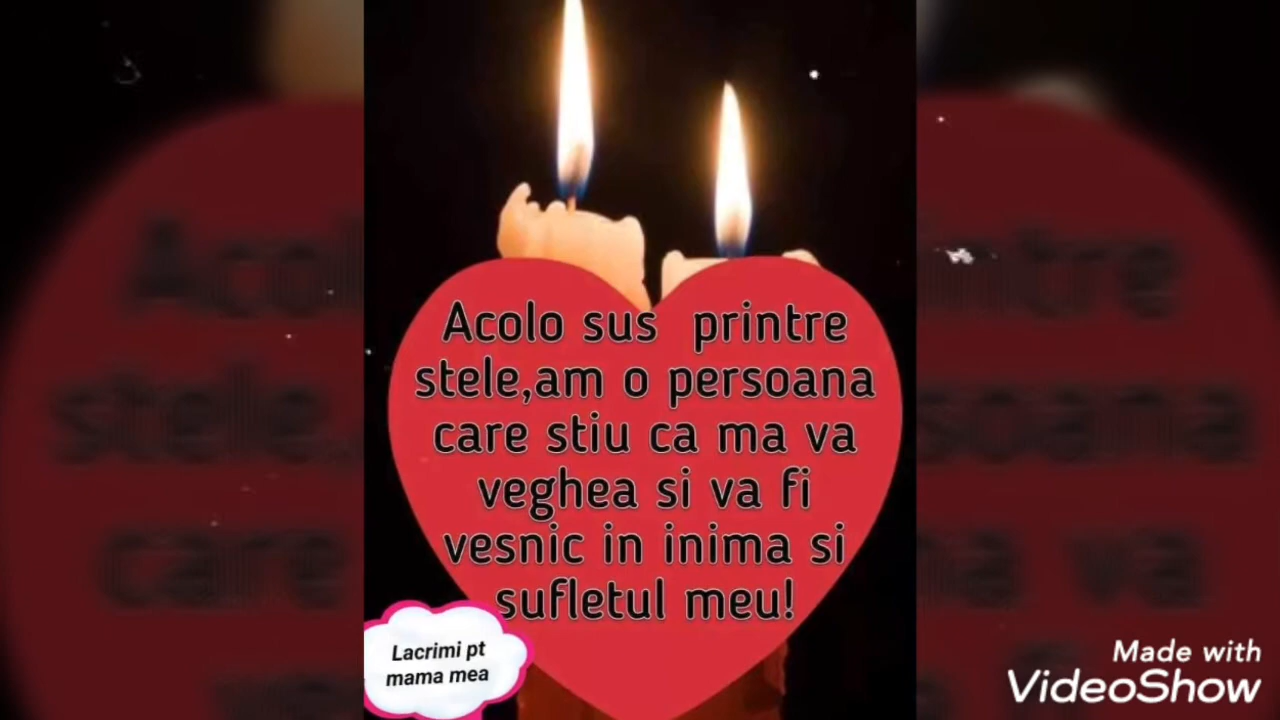 Acolo sus printre
stele,am o persoana
care stiu ca ma va
veghea si va fi
vesnic in inima si
sufletul meu!
Lacrimi pt
mama mea
Made with
VideoShow